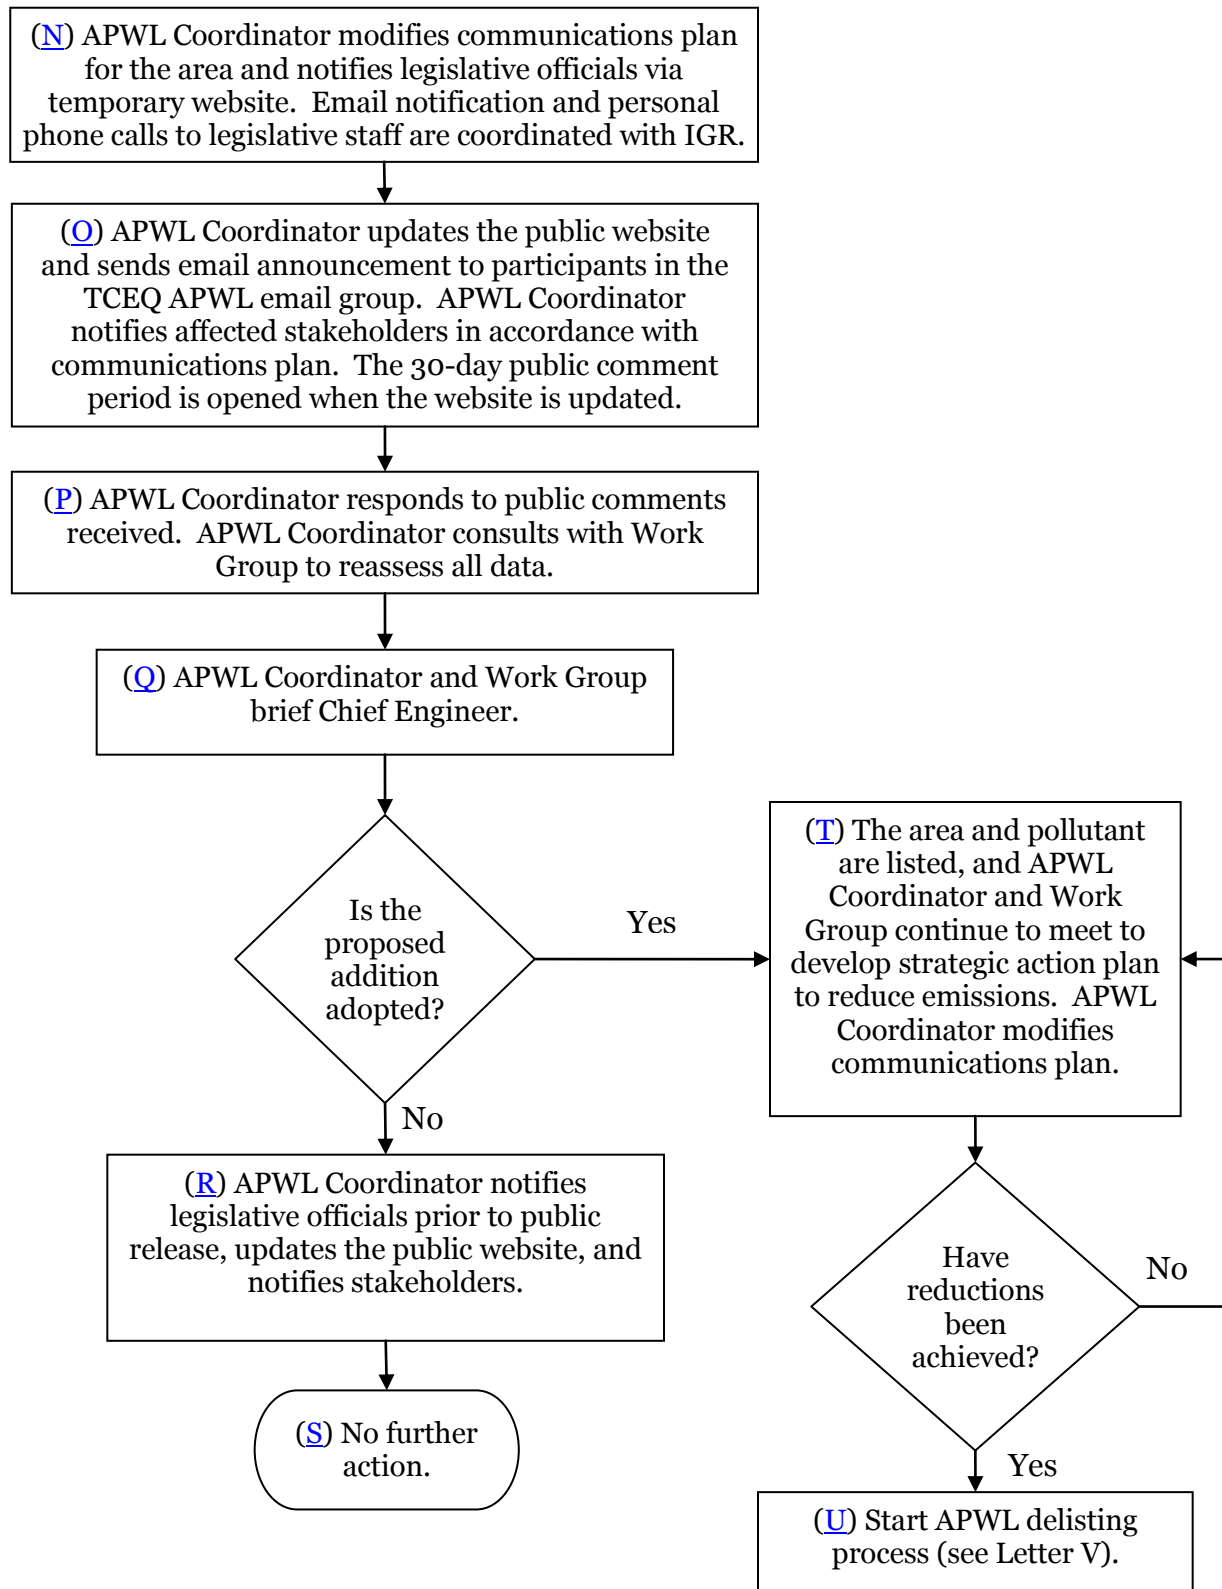 (N) APWL Coordinator modifies communications plan
for the area and notifies legislative officials via
temporary website.  Email notification and personal
phone calls to legislative staff are coordinated with IGR.
(O) APWL Coordinator updates the public website
and sends email announcement to participants in the
TCEQ APWL email group.  APWL Coordinator
notifies affected stakeholders in accordance with
communications plan.  The 30-day public comment
period is opened when the website is updated.
(P) APWL Coordinator responds to public comments
received.  APWL Coordinator consults with Work
Group to reassess all data.
(Q) APWL Coordinator and Work Group
brief Chief Engineer.
Is the
proposed
addition
adopted?
Yes
No
(R) APWL Coordinator notifies
legislative officials prior to public
release, updates the public website, and
notifies stakeholders.
(S) No further
action.
(T) The area and pollutant
are listed, and APWL
Coordinator and Work
Group continue to meet to
develop strategic action plan
to reduce emissions.  APWL
Coordinator modifies
communications plan.
Have
reductions
been
achieved?
No
Yes
(U) Start APWL delisting
process (see Letter V).